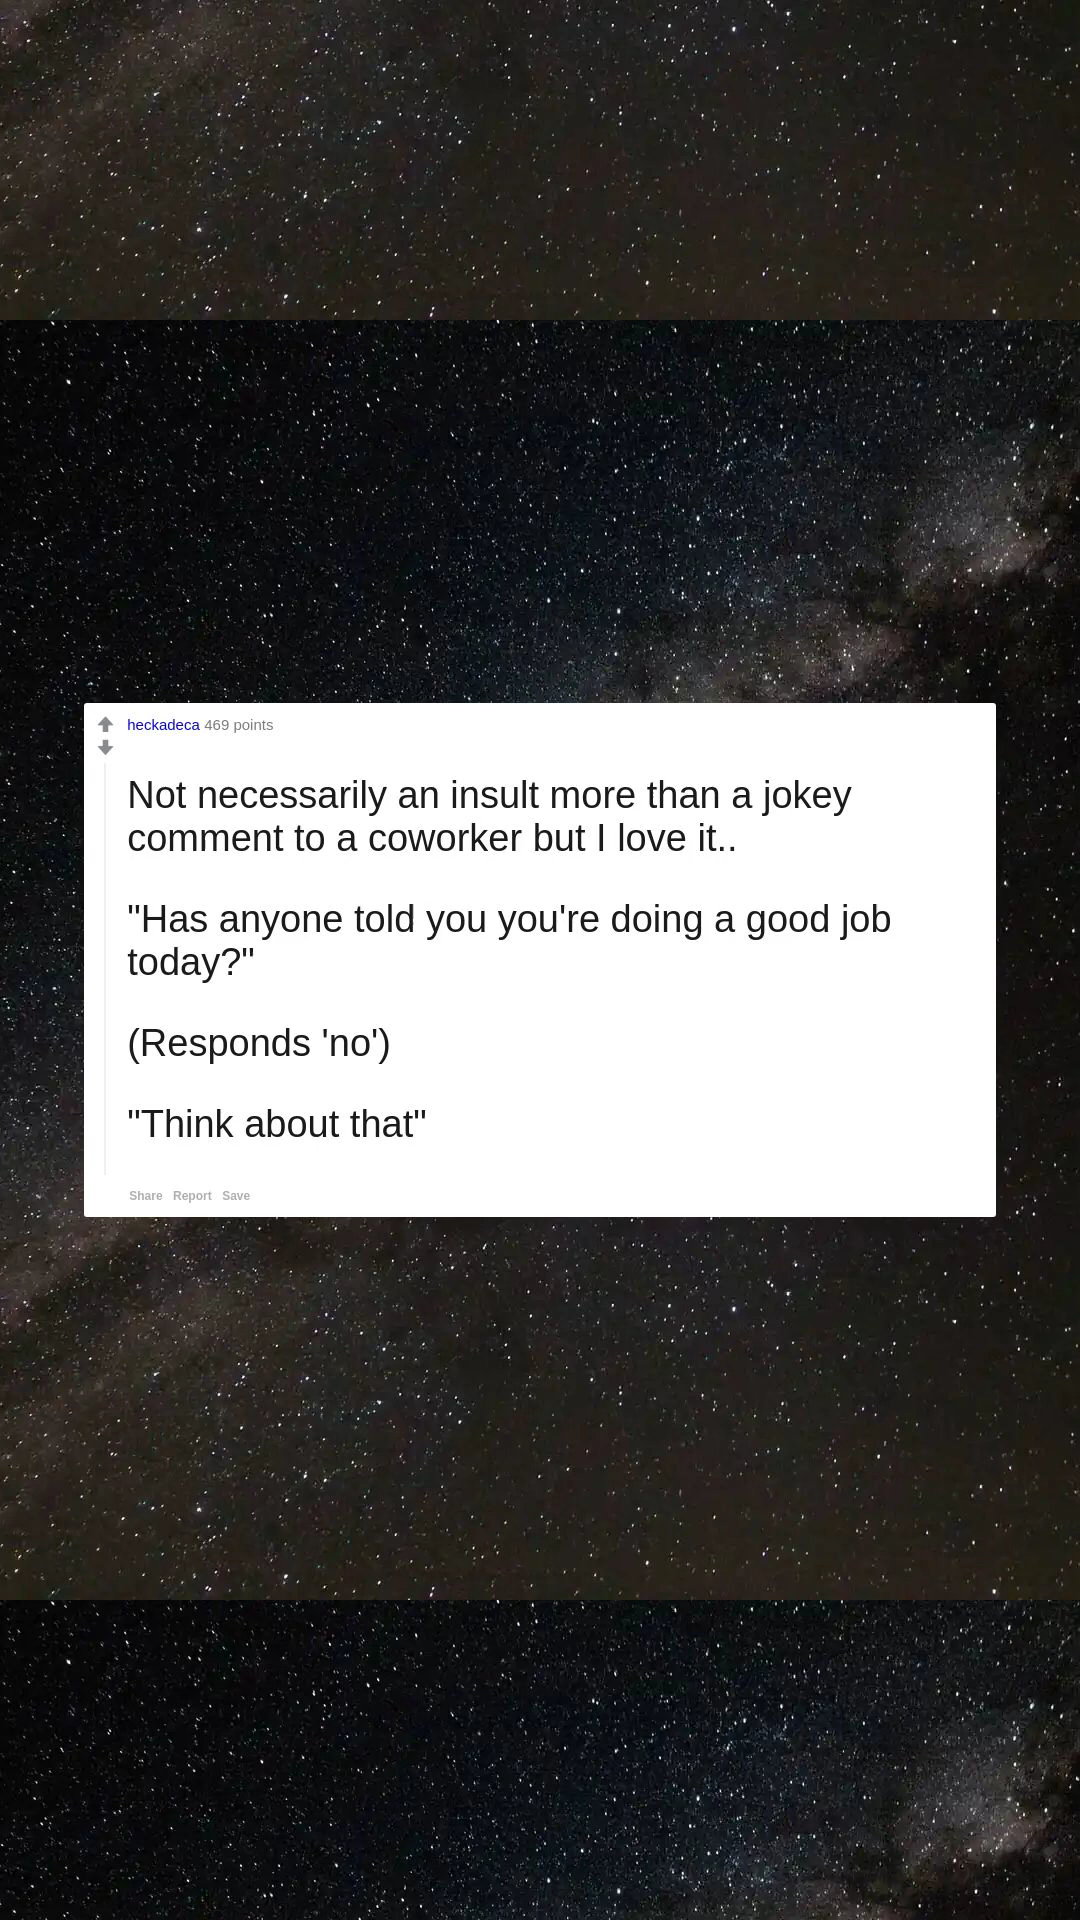 heckadeca 469 points
Not necessarily an insult more than a jokey
comment to a coworker but I love it..
"Has anyone told you you're doing a good job
today?"
(Responds 'no')
"Think about that"
Share Report Save